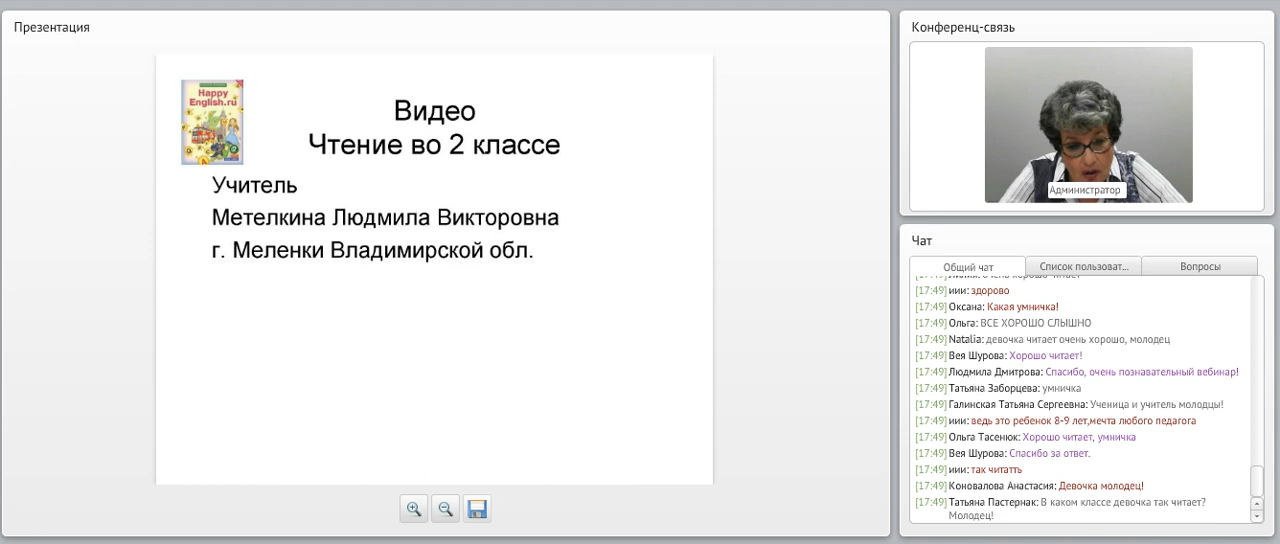 Презентация
Happy
English.ru
Видео
Чтение во 2 классе
Учитель
Метелкина Людмила Викторовна
г. Меленки Владимирской обл.
Конференц-связь
Администратор
Чат
Общий чат
Список пользоват...
Вопросы
[17:49] иии: здорово
[17:49] Оксана: Какая умничка!
[17:49] Ольга: ВСЕ ХОРОШО СЛЫШНО
[17:49] Natalia: девочка читает очень хорошо, молодец
[17:49] Вея Шурова: Хорошо читает!
[17:49] Людмила Дмитрова: Спасибо, очень познавательный вебинар!
[17:49] Татьяна Заборцева: умничка
[17:49] Галинская Татьяна Сергеевна: Ученица и учитель молодцы!
[17:49] иии: ведь это ребенок 8-9 лет,мечта любого педагога
[17:49] Ольга Тасенюк: Хорошо читает, умничка
[17:49] Вея Шурова: Спасибо за ответ.
[17:49] иии: так читатть
[17:49] Коновалова Анастасия: Девочка молодец!
[17:49] Татьяна Пастернак: В каком классе девочка так читает?
Молодец!